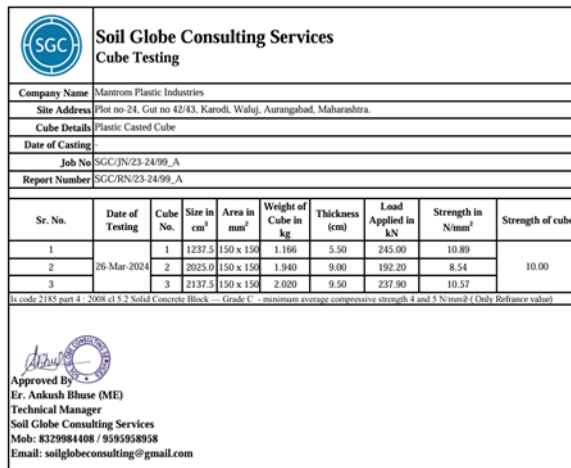 SGC
Soil Globe Consulting Services
Cube Testing
Company Name Mantrom Plastic Industries
Site Address Plot no-24, Gut no 42/43, Karodi, Waluj, Aurangabad, Maharashtra.
Cube Details Plastic Casted Cube
Date of Casting -
Job No SGC/JN/23-24/99_A
Report Number SGC/RN/23-24/99_A
Sr. No. Date of Testing Cube No. Size in cm³ Area in mm² Weight of Cube in kg Thickness (cm) Load Applied in kN Strength in N/mm² Strength of cube
1 26-Mar-2024 1 1237.5 150 x 150 1.166 5.50 245.00 10.89 10.00
2 2 2025.0 150 x 150 1.940 9.00 192.20 8.54
3 3 2137.5 150 x 150 2.020 9.50 237.90 10.57
Is code 2185 part 4 : 2008 cl 5.2 Solid Concrete Block — Grade C - minimum average compressive strength 4 and 5 N/mm2 ( Only Refrance value)
Approved By
Er. Ankush Bhuse (ME)
Technical Manager
Soil Globe Consulting Services
Mob: 8329984408 / 9595958958
Email: soilglobeconsulting@gmail.com